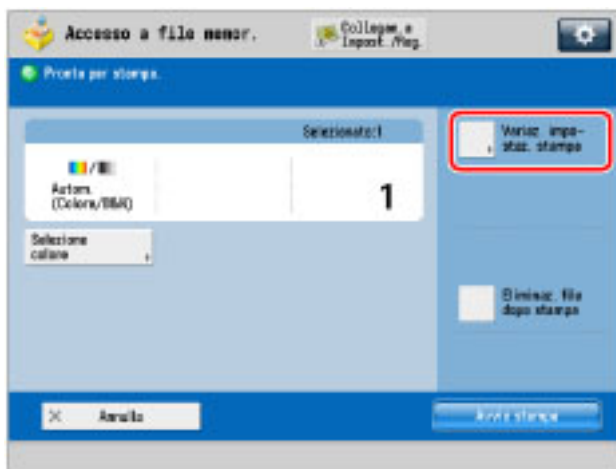 Accesso a file memor.
Collegam. a
Impost./Reg.
Pronta per stampa.
Selezionato:1
Variaz. impo-
staz. stampa
Autom.
(Colore/B&N)
1
Selezione
colore
Eliminaz. file
dopo stampa
Annulla
Avvio stampa